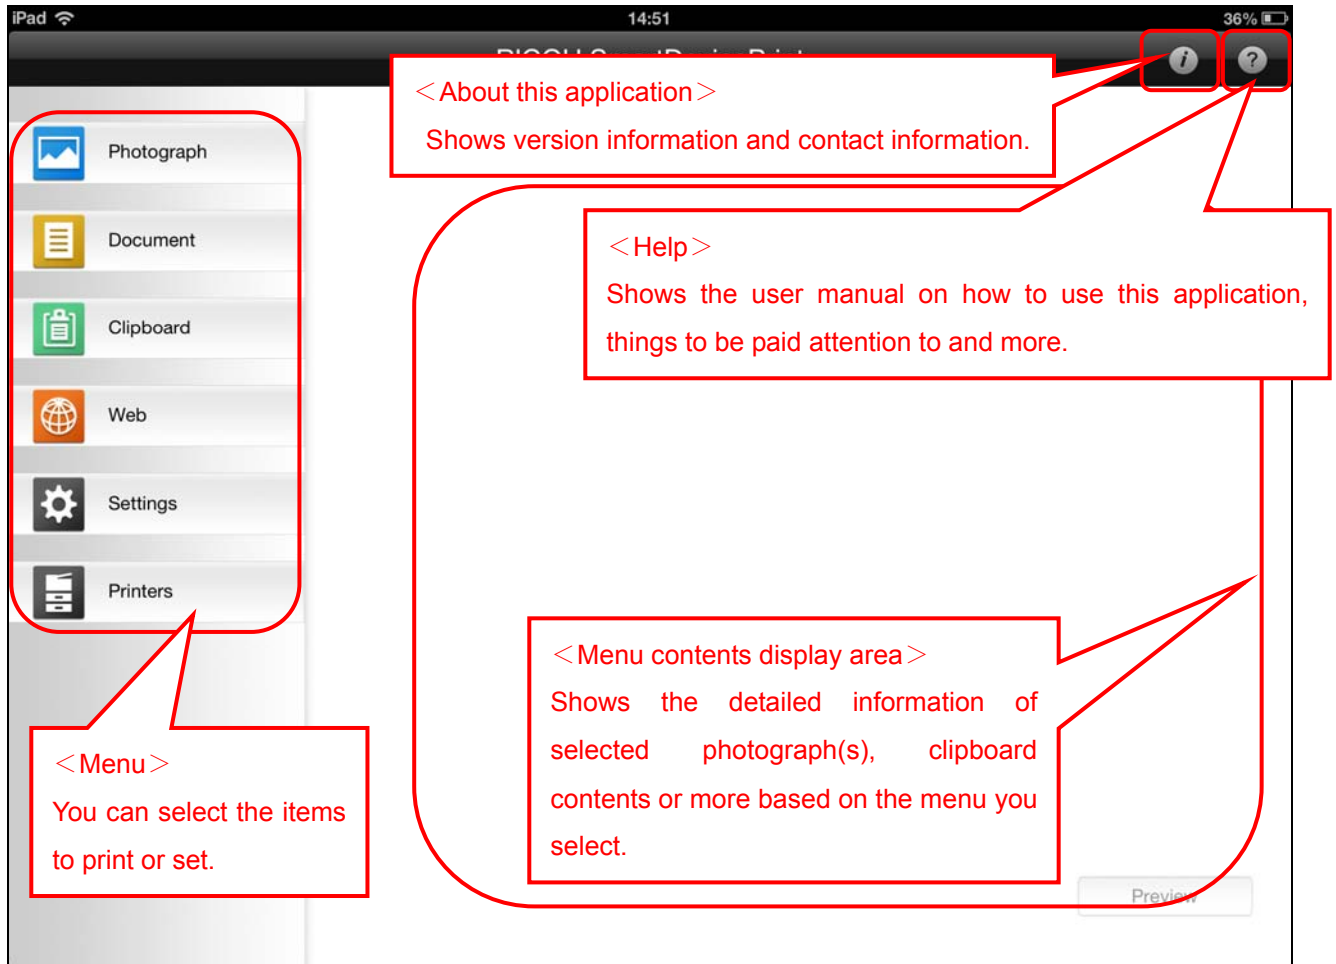 iPad 14:51 36%
＜About this application＞
Shows version information and contact information.
Photograph
Document
Clipboard
Web
Settings
Printers
＜Help＞
Shows the user manual on how to use this application,
things to be paid attention to and more.
＜Menu contents display area＞
Shows the detailed information of
selected photograph(s), clipboard
contents or more based on the menu you
select.
＜Menu＞
You can select the items
to print or set.
Preview